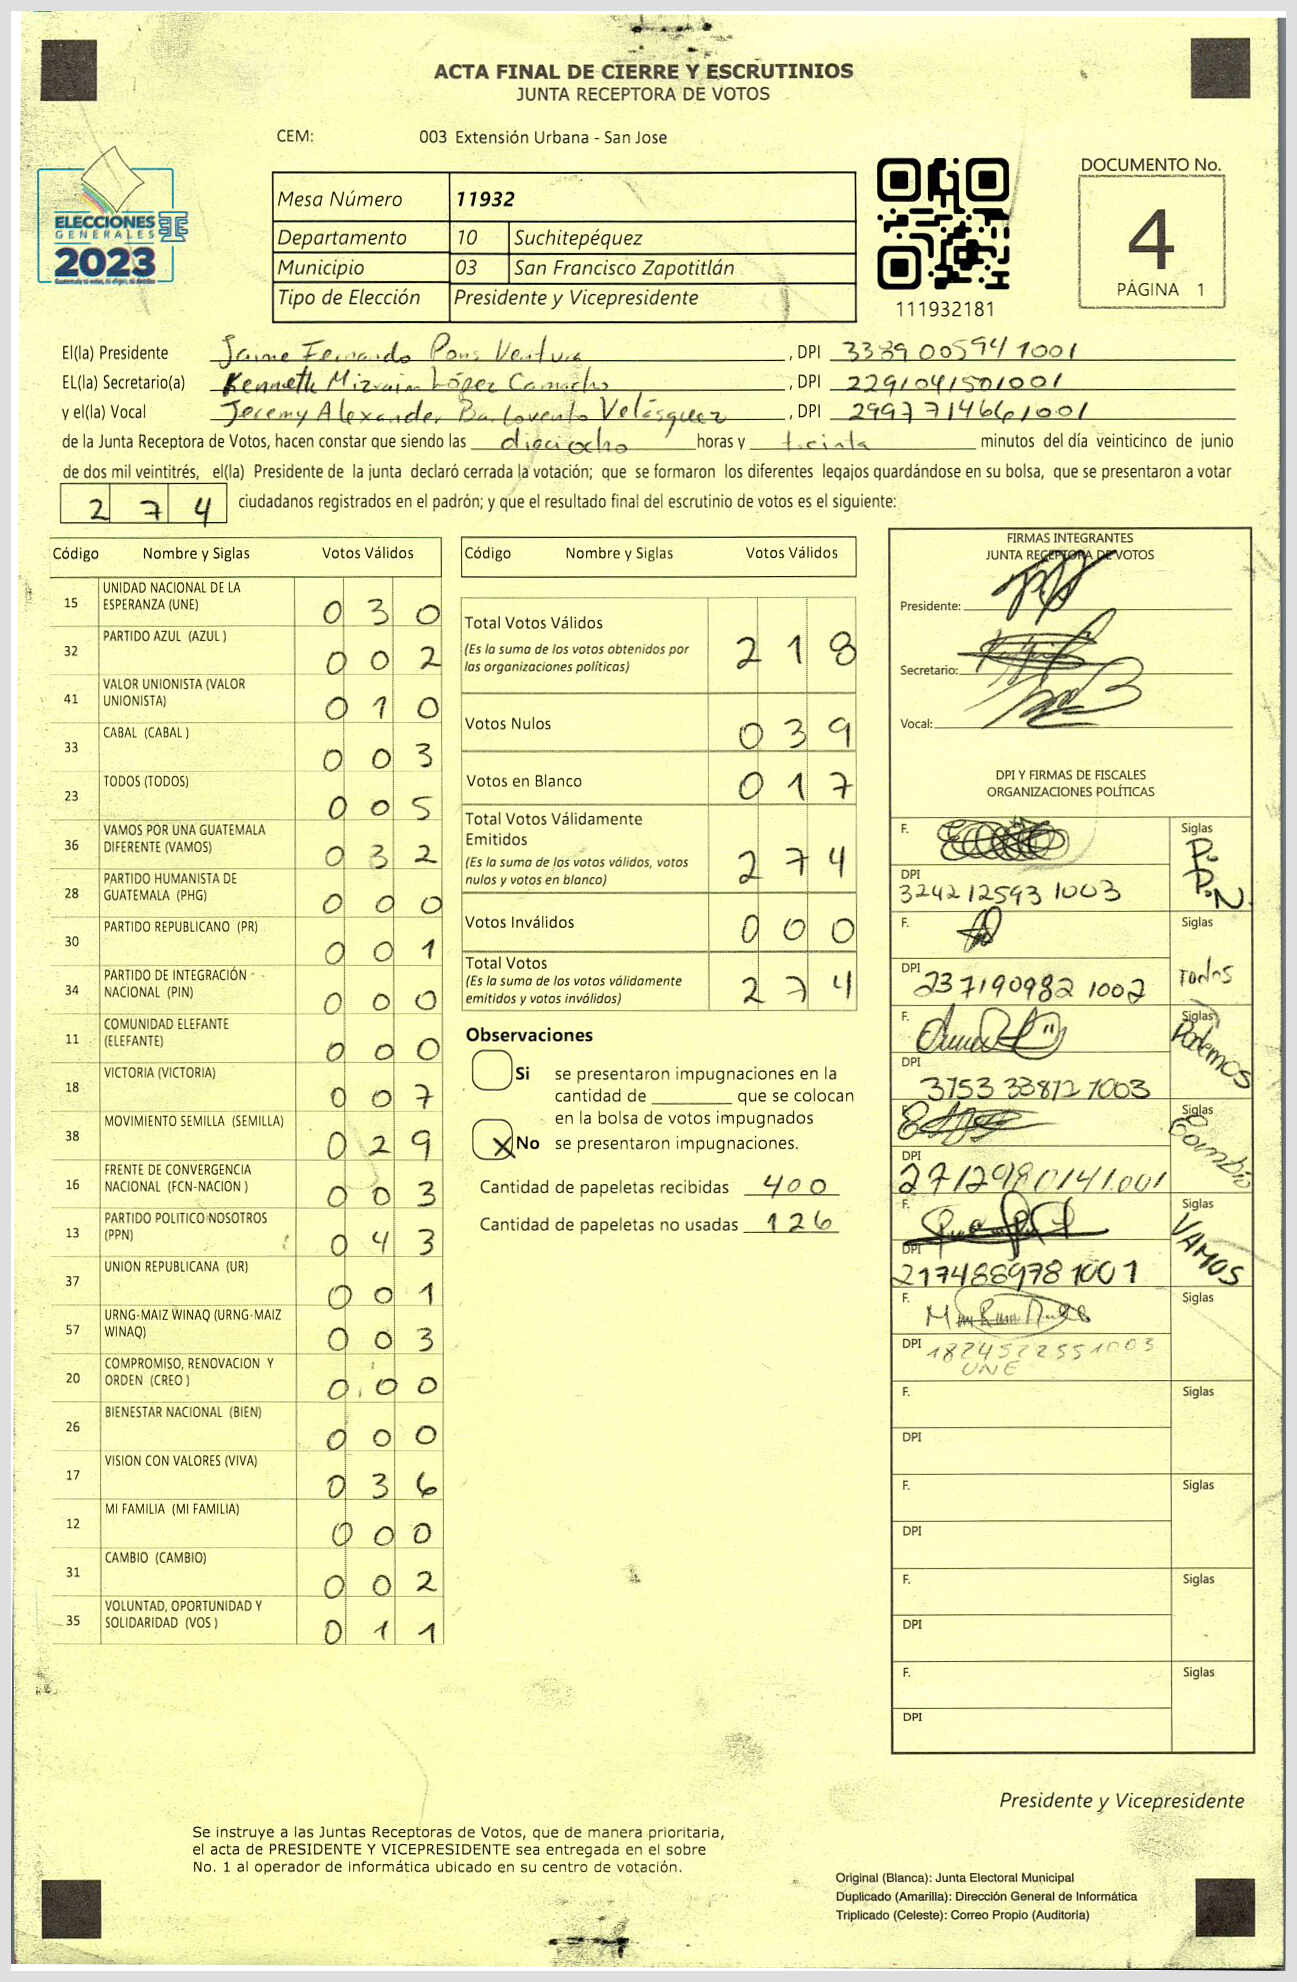 ACTA FINAL DE CIERRE Y ESCRUTINIOS
JUNTA RECEPTORA DE VOTOS
CEM: 003 Extensión Urbana - San Jose
ELECCIONES
GENERALES
2023
Mesa Número 11932
Departamento 10 Suchitepéquez
Municipio 03 San Francisco Zapotitlán
Tipo de Elección Presidente y Vicepresidente
111932181
DOCUMENTO No.
4
PÁGINA 1
El(la) Presidente Jaime Fernando Pons Ventura, DPI 3389005941001
EL(la) Secretario(a) Kenneth Mizraim López Camacho, DPI 2291041501001
y el(la) Vocal Jeremy Alexander Barlovento Velásquez, DPI 2997714661001
de la Junta Receptora de Votos, hacen constar que siendo las dieciocho horas y treinta minutos del día veinticinco de junio
de dos mil veintitrés, el(la) Presidente de la junta declaró cerrada la votación; que se formaron los diferentes legajos guardándose en su bolsa, que se presentaron a votar
2 7 4 ciudadanos registrados en el padrón; y que el resultado final del escrutinio de votos es el siguiente:
Código Nombre y Siglas Votos Válidos
15 UNIDAD NACIONAL DE LA ESPERANZA (UNE) 0 3 0
32 PARTIDO AZUL (AZUL ) 0 0 2
41 VALOR UNIONISTA (VALOR UNIONISTA) 0 1 0
33 CABAL (CABAL ) 0 0 3
23 TODOS (TODOS) 0 0 5
36 VAMOS POR UNA GUATEMALA DIFERENTE (VAMOS) 0 3 2
28 PARTIDO HUMANISTA DE GUATEMALA (PHG) 0 0 0
30 PARTIDO REPUBLICANO (PR) 0 0 1
34 PARTIDO DE INTEGRACIÓN NACIONAL (PIN) 0 0 0
11 COMUNIDAD ELEFANTE (ELEFANTE) 0 0 0
18 VICTORIA (VICTORIA) 0 0 7
38 MOVIMIENTO SEMILLA (SEMILLA) 0 2 9
16 FRENTE DE CONVERGENCIA NACIONAL (FCN-NACION ) 0 0 3
13 PARTIDO POLITICO NOSOTROS (PPN) 0 4 3
37 UNION REPUBLICANA (UR) 0 0 1
57 URNG-MAIZ WINAQ (URNG-MAIZ WINAQ) 0 0 3
20 COMPROMISO, RENOVACION Y ORDEN (CREO ) 0 0 0
26 BIENESTAR NACIONAL (BIEN) 0 0 0
17 VISION CON VALORES (VIVA) 0 3 6
12 MI FAMILIA (MI FAMILIA) 0 0 0
31 CAMBIO (CAMBIO) 0 0 2
35 VOLUNTAD, OPORTUNIDAD Y SOLIDARIDAD (VOS ) 0 1 1
Código Nombre y Siglas Votos Válidos
Total Votos Válidos 2 1 8
(Es la suma de los votos obtenidos por
las organizaciones políticas)
Votos Nulos 0 3 9
Votos en Blanco 0 1 7
Total Votos Válidamente
Emitidos 2 7 4
(Es la suma de los votos válidos, votos
nulos y votos en blanco)
Votos Inválidos 0 0 0
Total Votos 2 7 4
(Es la suma de los votos válidamente
emitidos y votos inválidos)
Observaciones
Si se presentaron impugnaciones en la
cantidad de ________ que se colocan
en la bolsa de votos impugnados
X No se presentaron impugnaciones.
Cantidad de papeletas recibidas 400
Cantidad de papeletas no usadas 126
FIRMAS INTEGRANTES
JUNTA RECEPTORA DE VOTOS
Presidente:
Secretario:
Vocal:
DPI Y FIRMAS DE FISCALES
ORGANIZACIONES POLÍTICAS
F. Siglas P.P.N.
DPI 3242125931003
F. Siglas Todos
DPI 2371909821002
F. Siglas Podemos
DPI 3753338121003
F. Siglas Cambio
DPI 2712980141001
F. Siglas VAMOS
DPI 2174889781001
F. Siglas
DPI 1824522551003
UNE
F. Siglas
DPI
F. Siglas
DPI
F. Siglas
DPI
F. Siglas
DPI
Presidente y Vicepresidente
Se instruye a las Juntas Receptoras de Votos, que de manera prioritaria,
el acta de PRESIDENTE Y VICEPRESIDENTE sea entregada en el sobre
No. 1 al operador de informática ubicado en su centro de votación.
Original (Blanca): Junta Electoral Municipal
Duplicado (Amarilla): Dirección General de Informática
Triplicado (Celeste): Correo Propio (Auditoría)